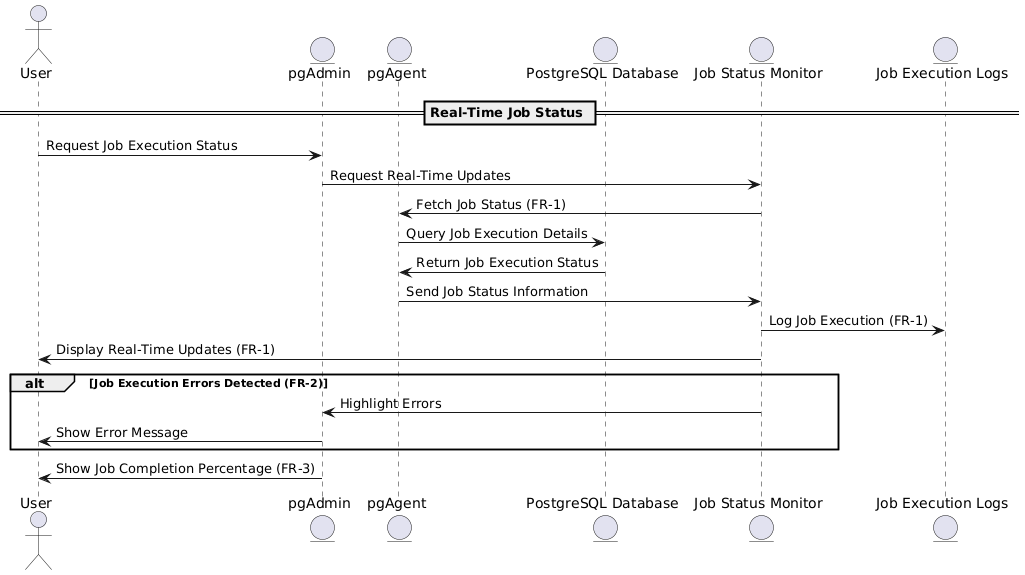 User
pgAdmin
pgAgent
PostgreSQL Database
Job Status Monitor
Job Execution Logs
Real-Time Job Status
Request Job Execution Status
Request Real-Time Updates
Fetch Job Status (FR-1)
Query Job Execution Details
Return Job Execution Status
Send Job Status Information
Log Job Execution (FR-1)
Display Real-Time Updates (FR-1)
alt
[Job Execution Errors Detected (FR-2)]
Highlight Errors
Show Error Message
Show Job Completion Percentage (FR-3)
User
pgAdmin
pgAgent
PostgreSQL Database
Job Status Monitor
Job Execution Logs